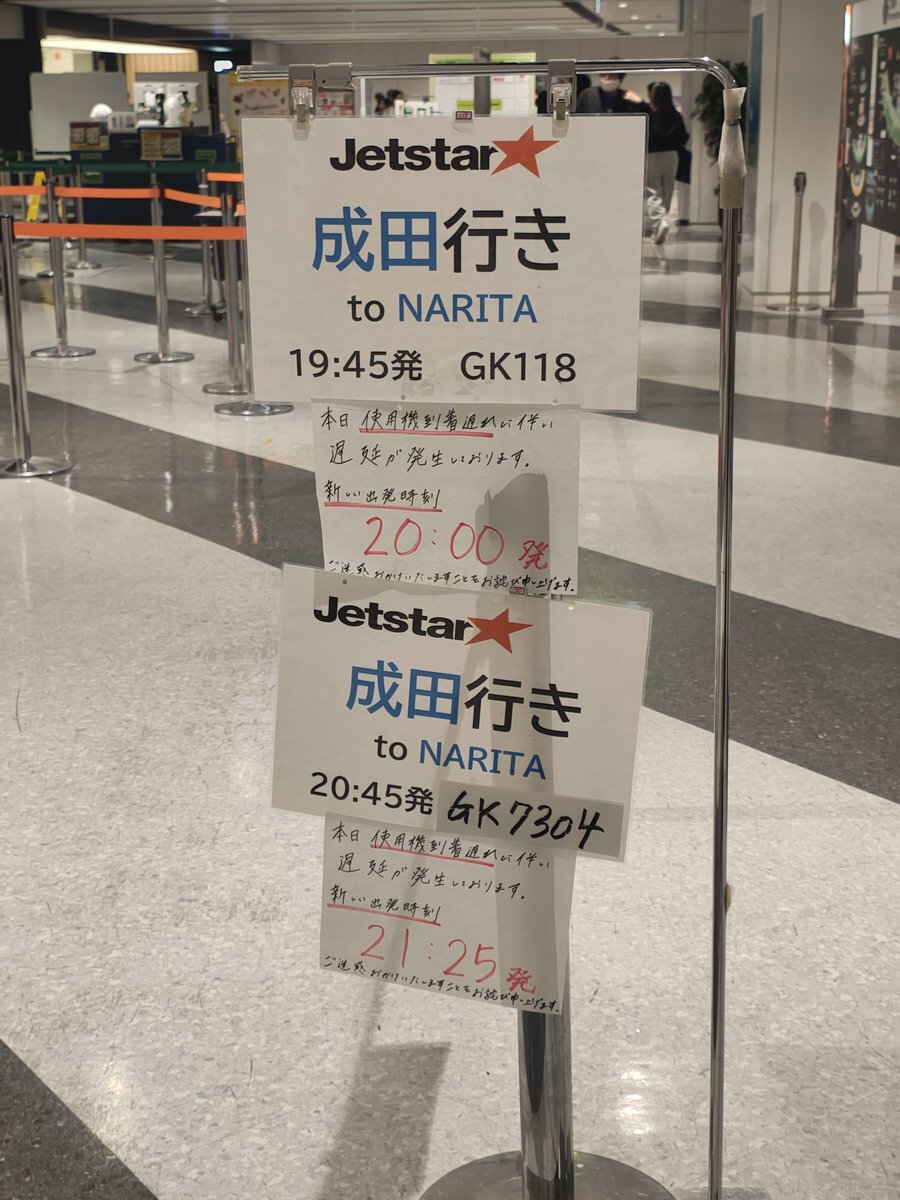 Jetstar
成田行き
to NARITA
19:45発 GK118
本日 使用機到着遅れに伴い
遅延が発生しております。
新しい出発時刻
20:00 発
ご迷惑おかけいたしますことをお詫び申し上げます。
Jetstar
成田行き
to NARITA
20:45発 GK7304
本日 使用機到着遅れに伴い
遅延が発生しております。
新しい出発時刻
21:25 発
ご迷惑おかけいたしますことをお詫び申し上げます。